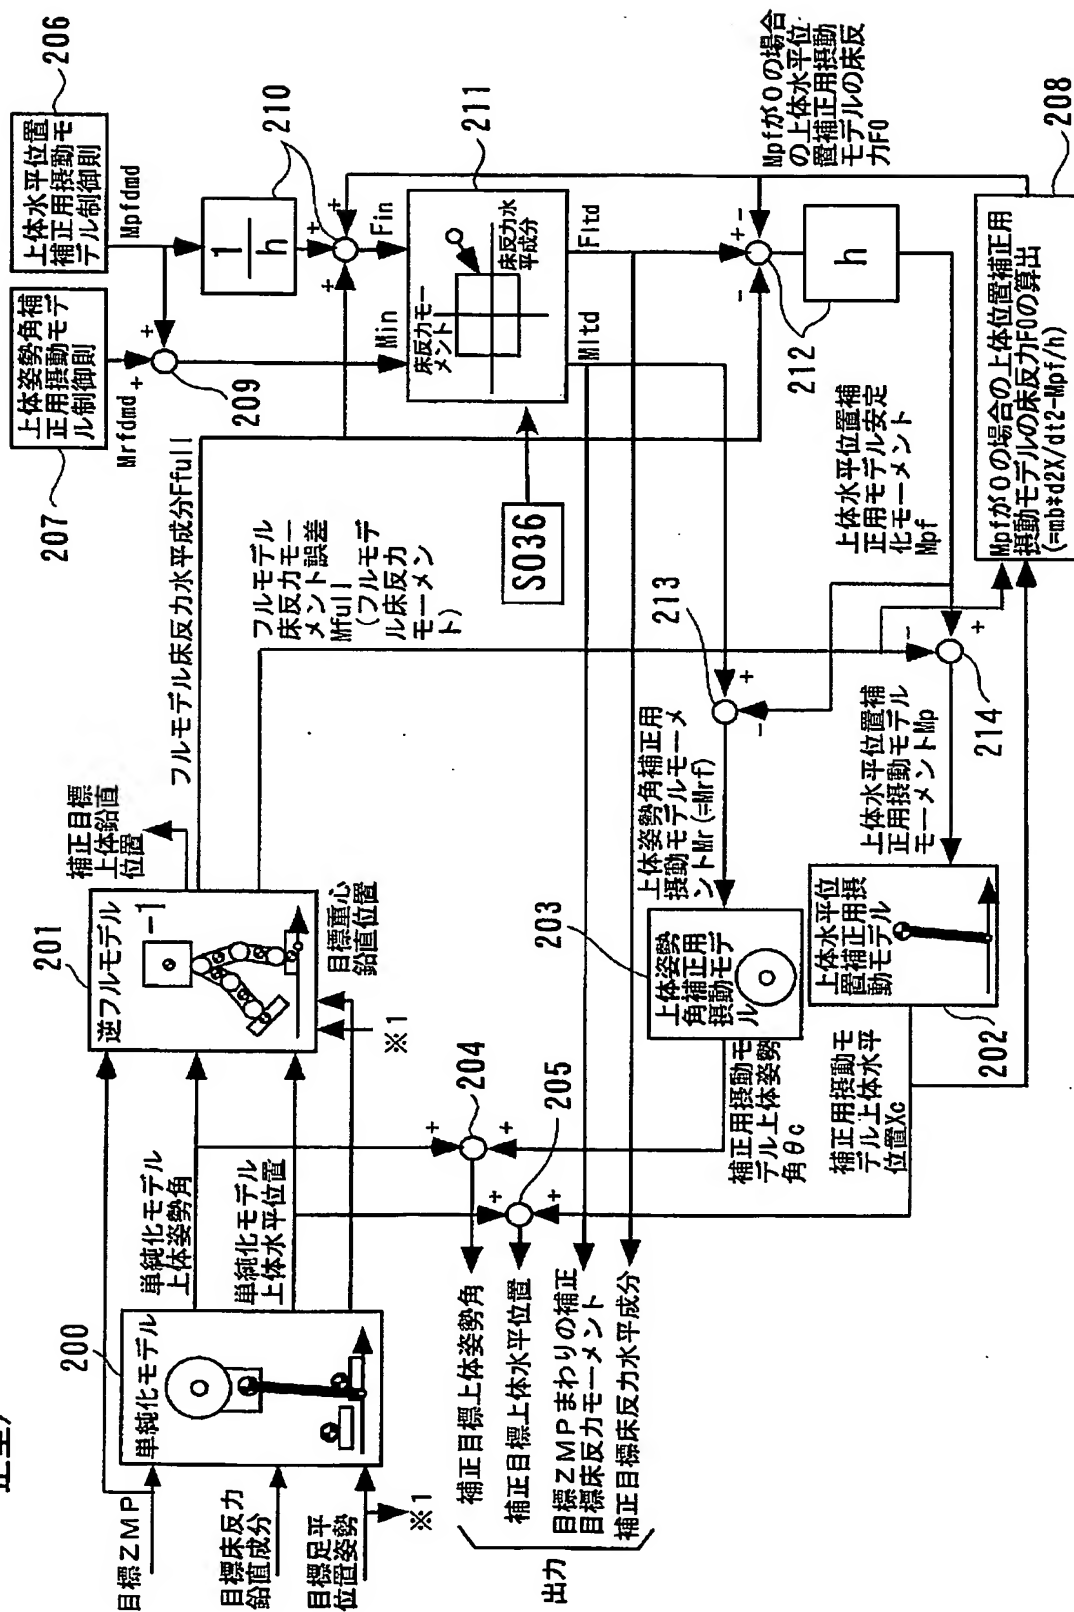 上体水平位置
補正用摂動モ
デル制御則
206
上体姿勢角補
正用摂動モデ
ル制御則
207
Mpfdmd
Mrfdmd
+
+
209
1
h
210
+
+
+
Fin
Min
床反力モー
メント
床反力水
平成分
211
Fltd
Mltd
S036
Mpfが0の場合
の上体水平位
置補正用摂動
モデルの床反
力F0
+
-
-
212
h
Mpfが0の場合の上体位置補正用
摂動モデルの床反力F0の算出
(=mb*d2X/dt2-Mpf/h)
208
上体水平位置補
正用モデル安定
化モーメント
Mpf
フルモデル床反力水平成分Ffull
フルモデル
床反力モー
メント誤差
Mfull
(フルモデ
ル床反力
モーメン
ト)
213
+
-
-
+
214
上体姿勢角補正用
摂動モデルモーメ
ントMr(=Mrf)
上体水平位置補
正用摂動モデル
モーメントMp
補正目標
上体鉛直
位置
201
逆フルモデル
-1
目標重心
鉛直位置
※1
203
上体姿勢
角補正用
摂動モデ
ル
上体水平位
置補正用摂
動モデル
202
補正用摂動モ
デル上体姿勢
角θc
補正用摂動モ
デル上体水平
位置Xc
204
+
+
205
+
+
単純化モデル
上体姿勢角
単純化モデル
上体水平位置
200
単純化モデル
目標ZMP
目標床反力
鉛直成分
目標足平
位置姿勢
※1
補正目標上体姿勢角
補正目標上体水平位置
目標ZMPまわりの補正
目標床反力モーメント
補正目標床反力水平成分
出力